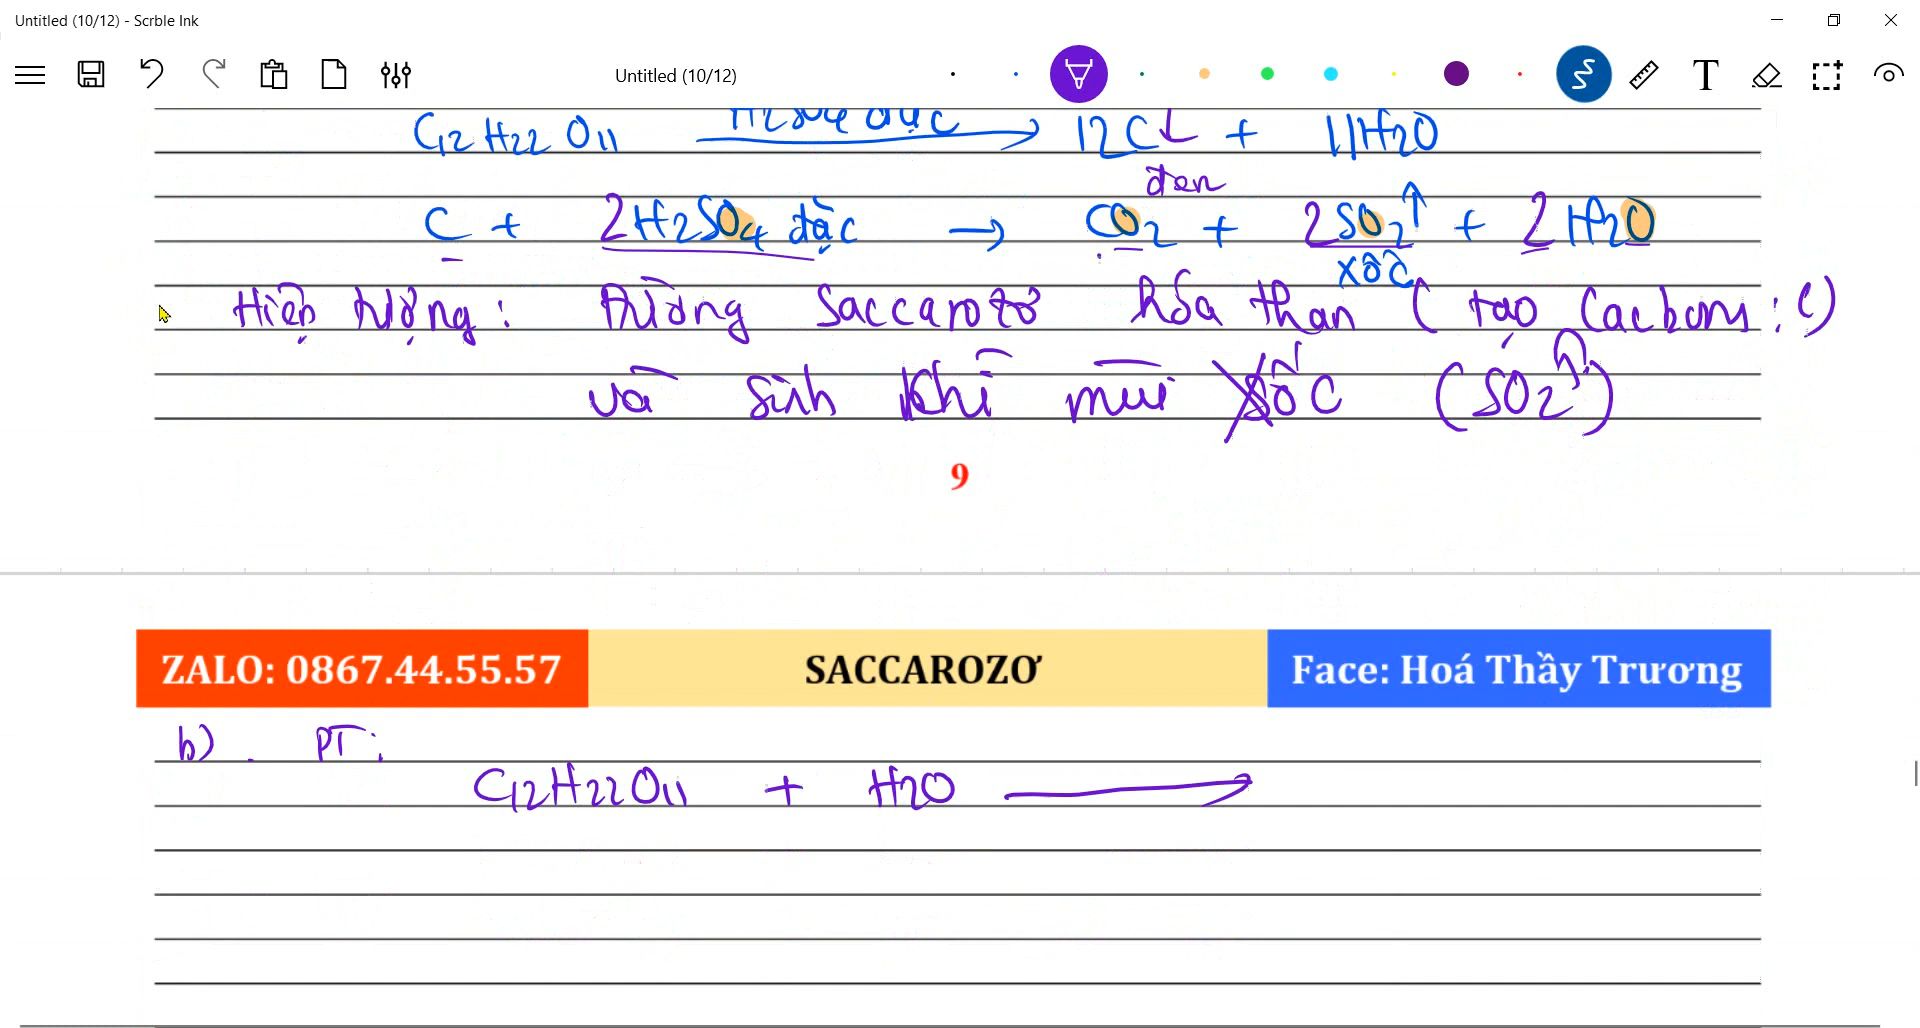 Untitled (10/12) - Scrble Ink
Untitled (10/12)
T
C12H22O11 H2SO4 đặc → 12C↓ + 11H2O
đen
C + 2H2SO4 đặc → CO2 + 2SO2↑ + 2H2O
xốc
Hiện tượng: Đường Saccarozơ hóa than ( tạo Cacbon : C)
và sinh khí mùi xốc (SO2↑)
9
ZALO: 0867.44.55.57 SACCAROZƠ Face: Hoá Thầy Trương
b). PT:
C12H22O11 + H2O →